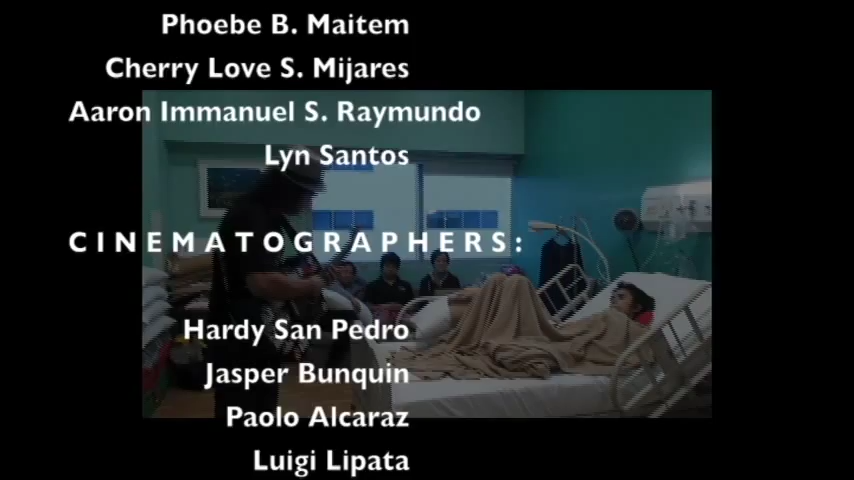 Phoebe B. Maitem
Cherry Love S. Mijares
Aaron Immanuel S. Raymundo
Lyn Santos
CINEMATOGRAPHERS:
Hardy San Pedro
Jasper Bunquin
Paolo Alcaraz
Luigi Lipata